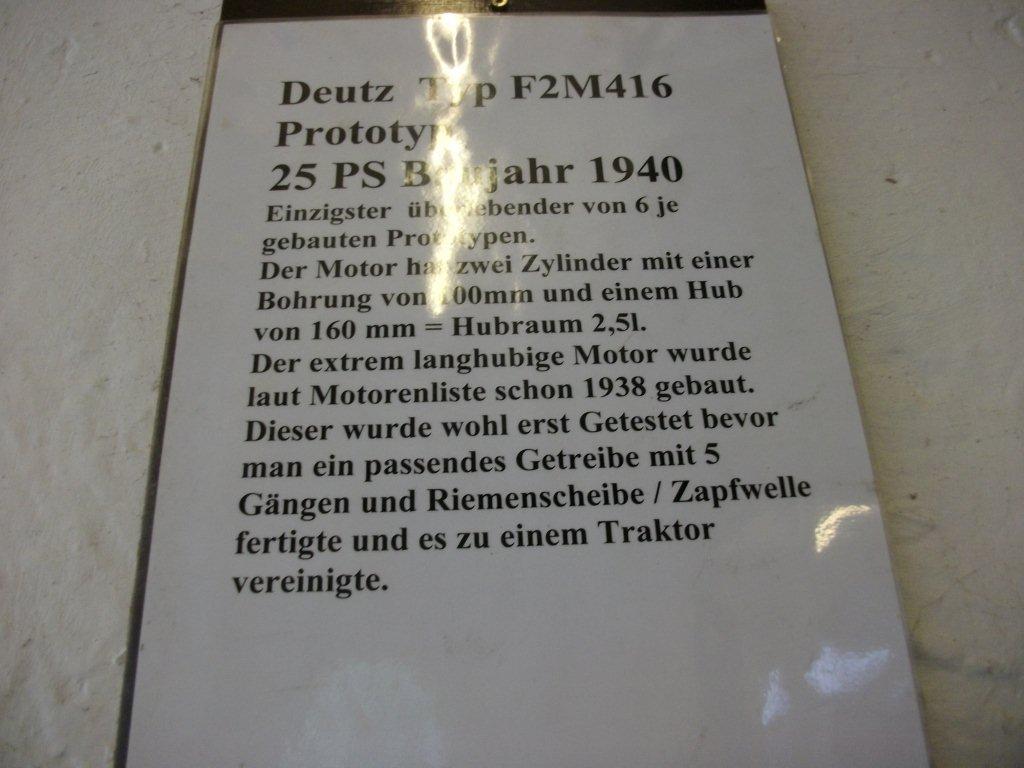 Deutz Typ F2M416
Prototyp
25 PS Baujahr 1940
Einzigster überlebender von 6 je
gebauten Prototypen.
Der Motor hat zwei Zylinder mit einer
Bohrung von 100mm und einem Hub
von 160 mm = Hubraum 2,5l.
Der extrem langhubige Motor wurde
laut Motorenliste schon 1938 gebaut.
Dieser wurde wohl erst Getestet bevor
man ein passendes Getreibe mit 5
Gängen und Riemenscheibe / Zapfwelle
fertigte und es zu einem Traktor
vereinigte.